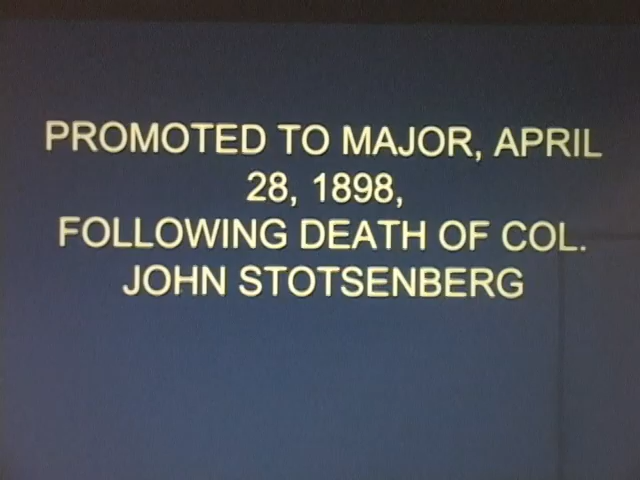 PROMOTED TO MAJOR, APRIL
28, 1898,
FOLLOWING DEATH OF COL.
JOHN STOTSENBERG